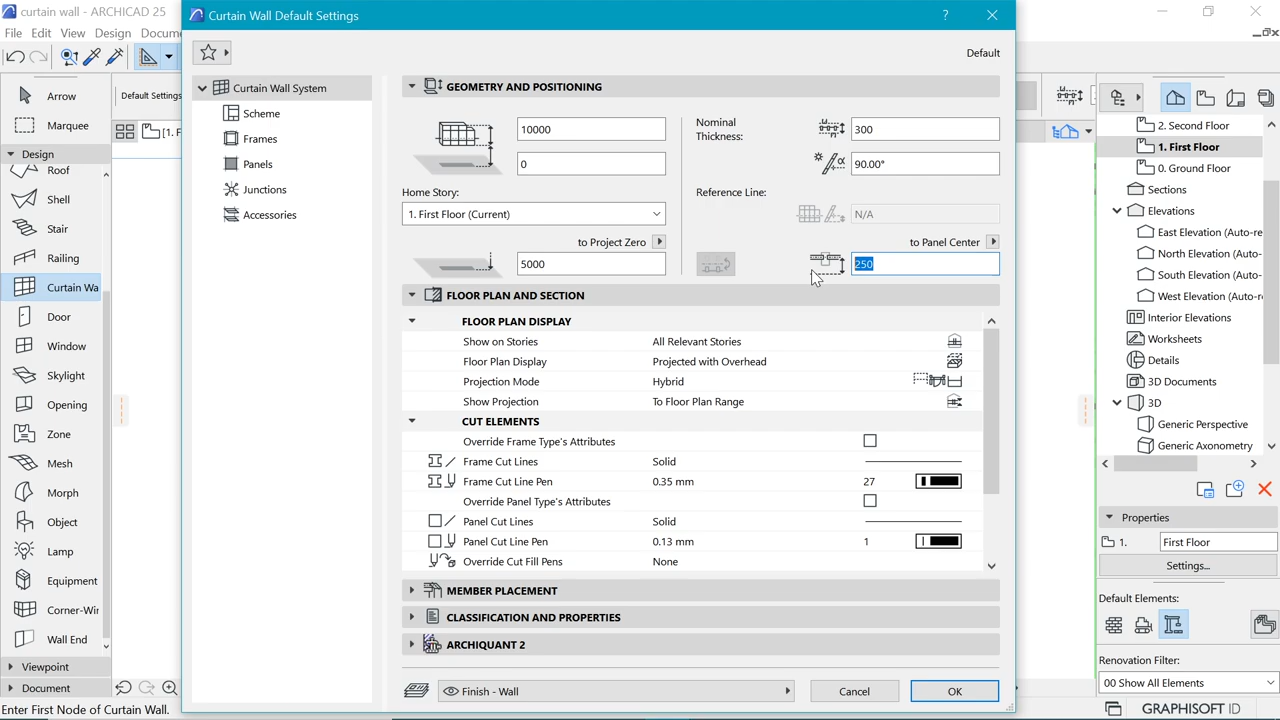 curtain wall - ARCHICAD 25
File Edit View Design Docume
Curtain Wall Default Settings
?
Default
Arrow
Marquee
Design
Roof
Shell
Stair
Railing
Curtain Wa
Door
Window
Skylight
Opening
Zone
Mesh
Morph
Object
Lamp
Equipment
Corner-Wir
Wall End
Viewpoint
Document
Enter First Node of Curtain Wall.
Default Settings
[1. F
Curtain Wall System
Scheme
Frames
Panels
Junctions
Accessories
GEOMETRY AND POSITIONING
10000
0
Home Story:
1. First Floor (Current)
to Project Zero
5000
Nominal
Thickness:
300
90.00°
Reference Line:
N/A
to Panel Center
250
FLOOR PLAN AND SECTION
FLOOR PLAN DISPLAY
Show on Stories All Relevant Stories
Floor Plan Display Projected with Overhead
Projection Mode Hybrid
Show Projection To Floor Plan Range
CUT ELEMENTS
Override Frame Type's Attributes
Frame Cut Lines Solid
Frame Cut Line Pen 0.35 mm 27
Override Panel Type's Attributes
Panel Cut Lines Solid
Panel Cut Line Pen 0.13 mm 1
Override Cut Fill Pens None
MEMBER PLACEMENT
CLASSIFICATION AND PROPERTIES
ARCHIQUANT 2
Finish - Wall
Cancel
OK
2. Second Floor
1. First Floor
0. Ground Floor
Sections
Elevations
East Elevation (Auto-re
North Elevation (Auto-
South Elevation (Auto-
West Elevation (Auto-r
Interior Elevations
Worksheets
Details
3D Documents
3D
Generic Perspective
Generic Axonometry
Properties
1. First Floor
Settings...
Default Elements:
Renovation Filter:
00 Show All Elements
GRAPHISOFT ID